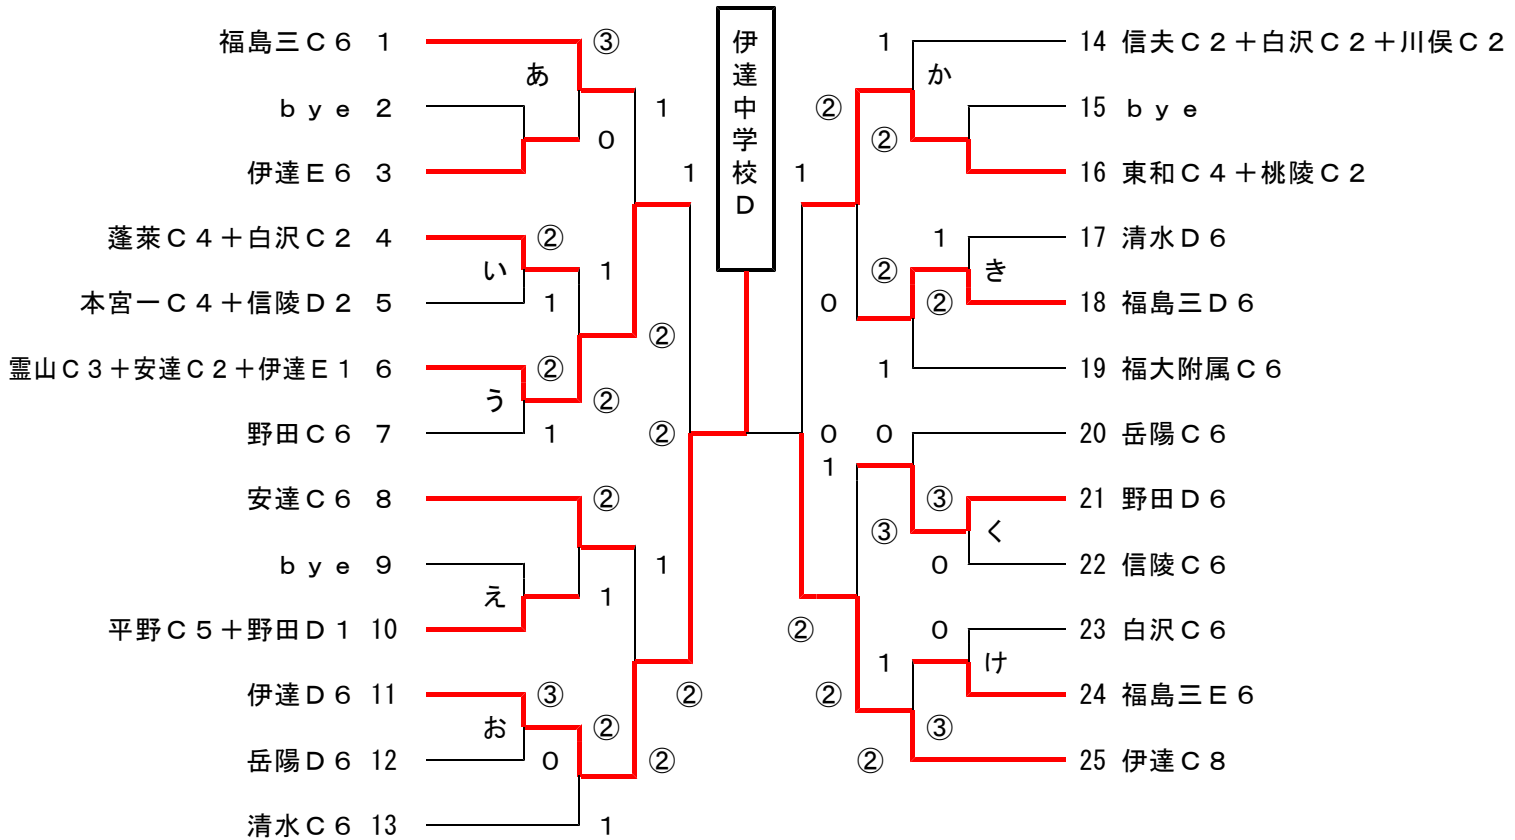 伊達中学校Ｄ
福島三Ｃ６ 1
ｂｙｅ 2
伊達Ｅ６ 3
蓬萊Ｃ４＋白沢Ｃ２ 4
本宮一Ｃ４＋信陵Ｄ２ 5
霊山Ｃ３＋安達Ｃ２＋伊達Ｅ１ 6
野田Ｃ６ 7
安達Ｃ６ 8
ｂｙｅ 9
平野Ｃ５＋野田Ｄ１ 10
伊達Ｄ６ 11
岳陽Ｄ６ 12
清水Ｃ６ 13
③
あ
1
0
1
②
い
1
1
②
②
う
②
1
②
②
1
え
1
③
お
②
②
0
②
1
14 信夫Ｃ２＋白沢Ｃ２＋川俣Ｃ２
15 ｂｙｅ
16 東和Ｃ４＋桃陵Ｃ２
17 清水Ｄ６
18 福島三Ｄ６
19 福大附属Ｃ６
20 岳陽Ｃ６
21 野田Ｄ６
22 信陵Ｃ６
23 白沢Ｃ６
24 福島三Ｅ６
25 伊達Ｃ８
1
か
②
②
1
1
②
き
0
②
1
0
0
1
③
③
く
0
0
②
1
け
②
③
②